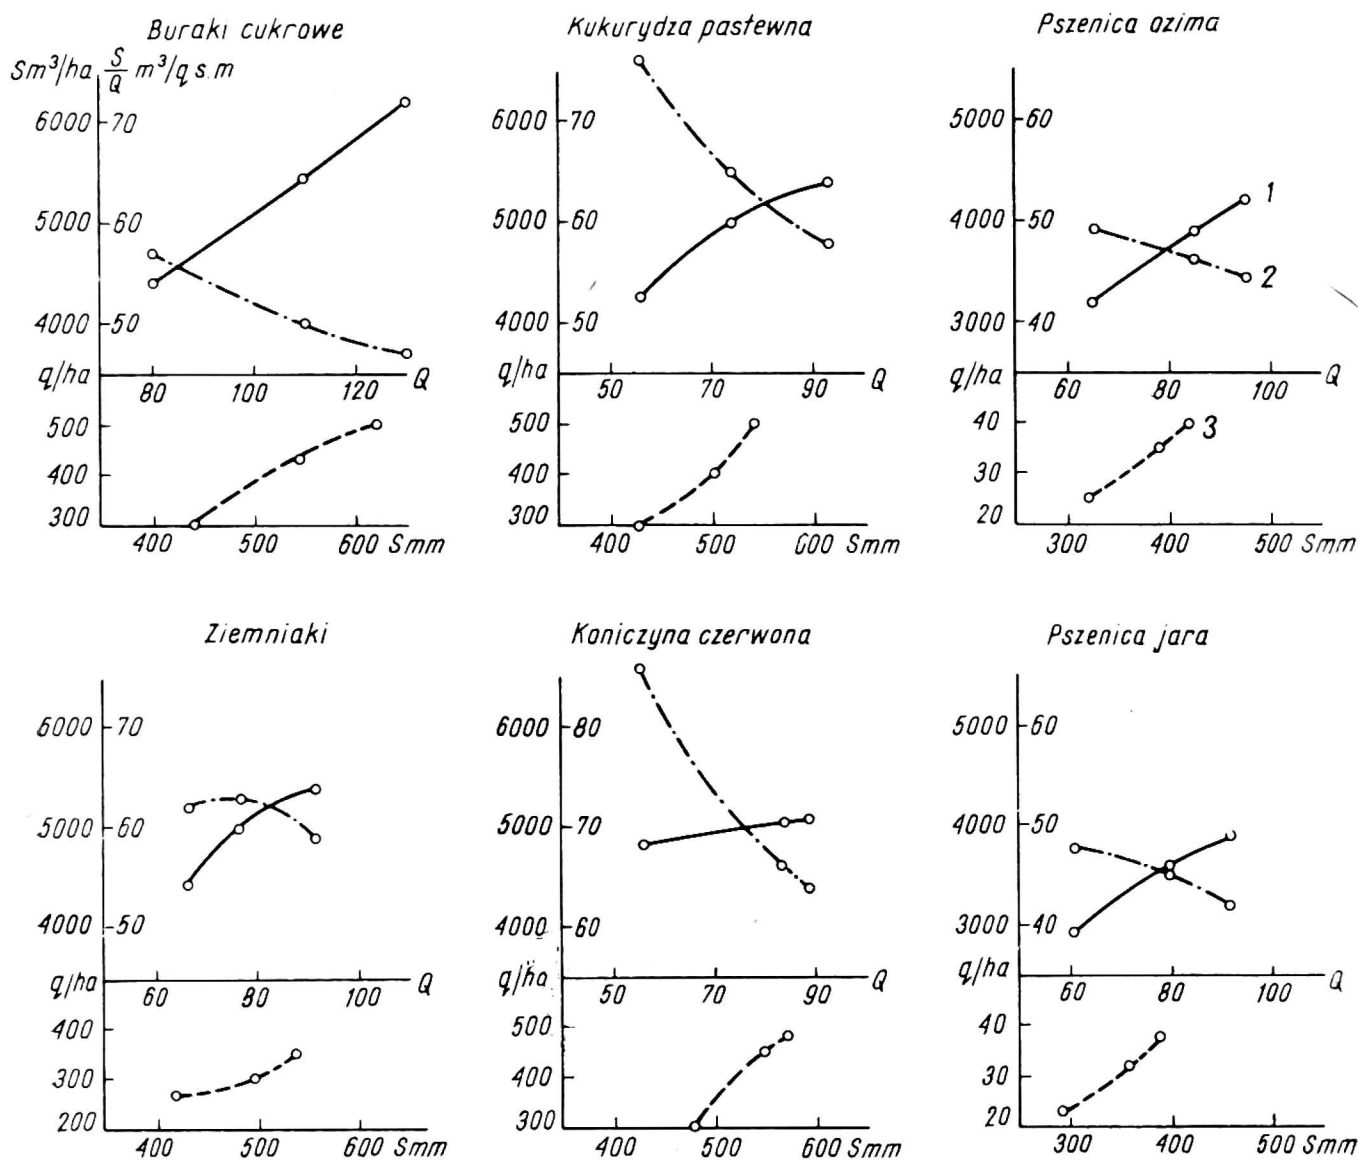 Buraki cukrowe
Sm³/ha S/Q m³/q s.m
6000 70
5000 60
4000 50
q/ha 80 100 120 Q
500
400
300
400 500 600 Smm
Kukurydza pastewna
6000 70
5000 60
4000 50
q/ha 50 70 90 Q
500
400
300
400 500 600 Smm
Pszenica ozima
5000 60
4000 50
3000 40
1
2
q/ha 60 80 100 Q
40
30
20
3
300 400 500 Smm
Ziemniaki
6000 70
5000 60
4000 50
q/ha 60 80 100 Q
400
300
200
400 500 600 Smm
Koniczyna czerwona
6000 80
5000 70
4000 60
q/ha 50 70 90 Q
500
400
300
400 500 600 Smm
Pszenica jara
5000 60
4000 50
3000 40
q/ha 60 80 100 Q
40
30
20
300 400 500 Smm